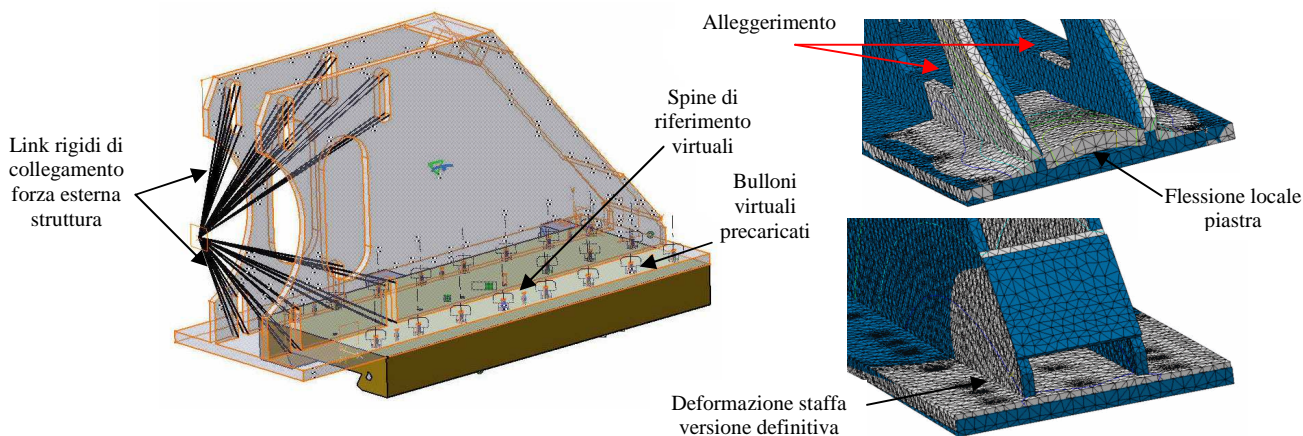 Link rigidi di
collegamento
forza esterna
struttura
Spine di
riferimento
virtuali
Bulloni
virtuali
precaricati
Alleggerimento
Flessione locale
piastra
Deformazione staffa
versione definitiva